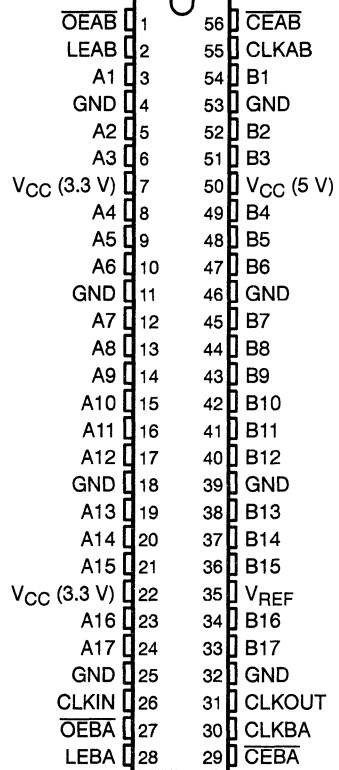 O̅E̅A̅B̅ 1 56 C̅E̅A̅B̅
LEAB 2 55 CLKAB
A1 3 54 B1
GND 4 53 GND
A2 5 52 B2
A3 6 51 B3
VCC (3.3 V) 7 50 VCC (5 V)
A4 8 49 B4
A5 9 48 B5
A6 10 47 B6
GND 11 46 GND
A7 12 45 B7
A8 13 44 B8
A9 14 43 B9
A10 15 42 B10
A11 16 41 B11
A12 17 40 B12
GND 18 39 GND
A13 19 38 B13
A14 20 37 B14
A15 21 36 B15
VCC (3.3 V) 22 35 VREF
A16 23 34 B16
A17 24 33 B17
GND 25 32 GND
CLKIN 26 31 CLKOUT
O̅E̅B̅A̅ 27 30 CLKBA
LEBA 28 29 C̅E̅B̅A̅